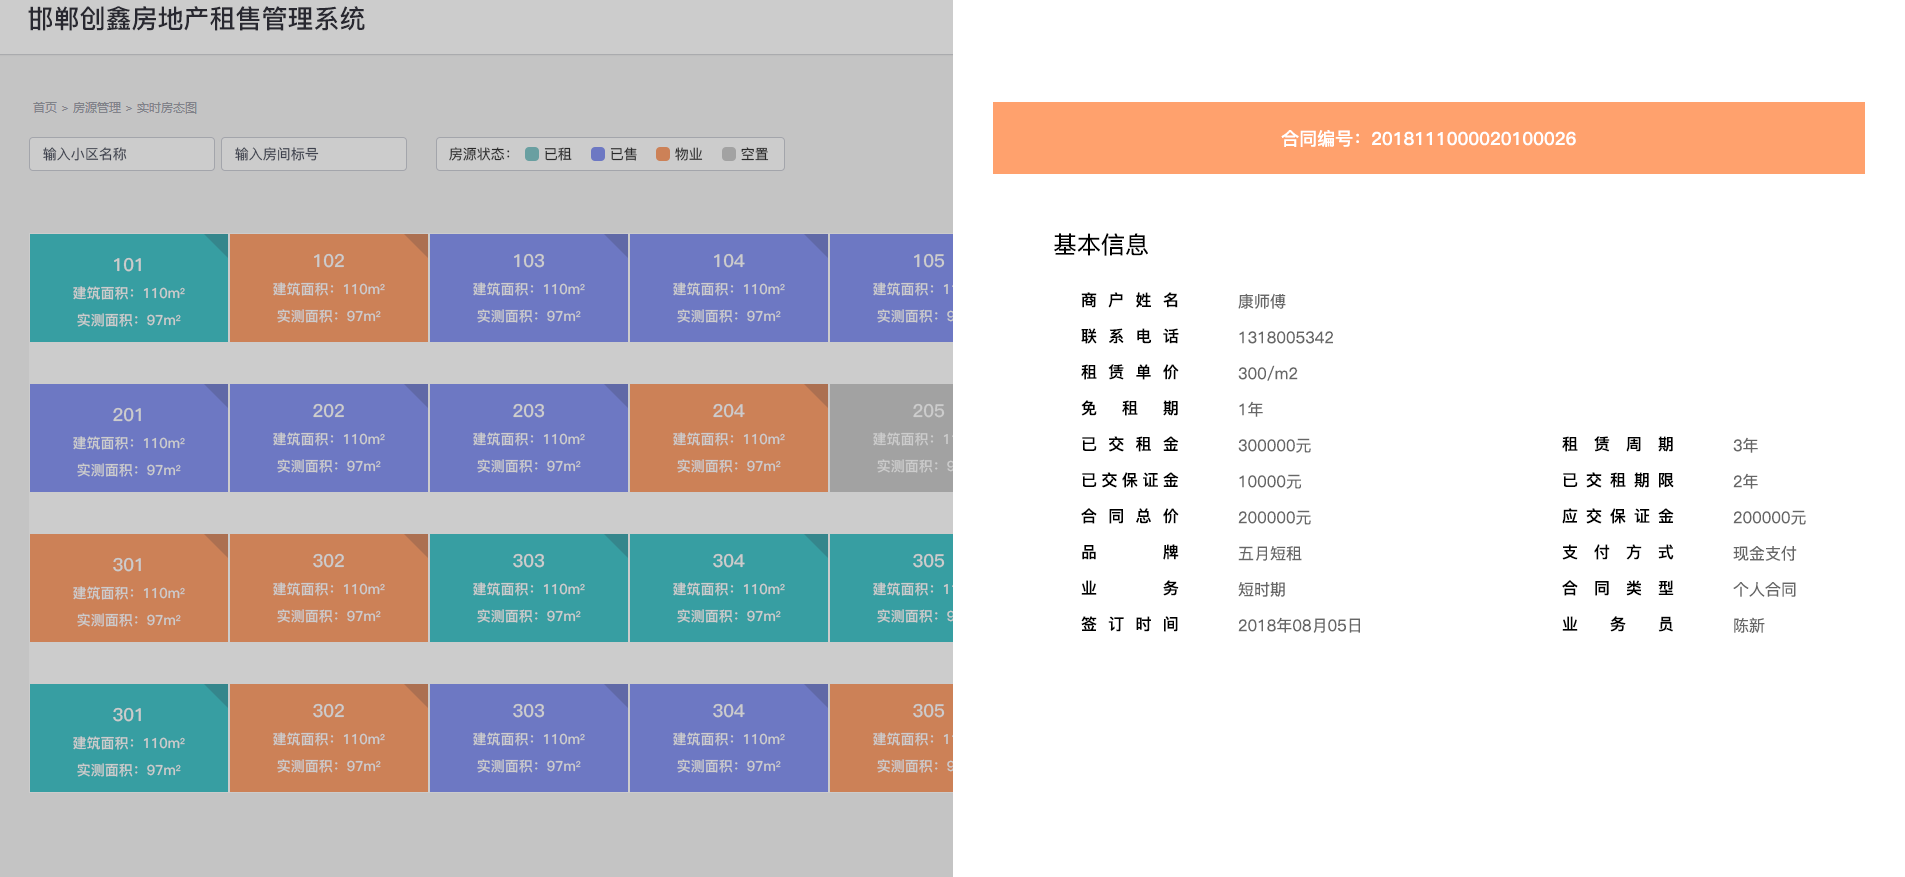 邯郸创鑫房地产租售管理系统
首页 > 房源管理 > 实时房态图
输入小区名称
输入房间标号
房源状态： 已租 已售 物业 空置
101
建筑面积：110m²
实测面积：97m²
102
建筑面积：110m²
实测面积：97m²
103
建筑面积：110m²
实测面积：97m²
104
建筑面积：110m²
实测面积：97m²
105
建筑面积：1
实测面积：9
201
建筑面积：110m²
实测面积：97m²
202
建筑面积：110m²
实测面积：97m²
203
建筑面积：110m²
实测面积：97m²
204
建筑面积：110m²
实测面积：97m²
205
建筑面积：1
实测面积：9
301
建筑面积：110m²
实测面积：97m²
302
建筑面积：110m²
实测面积：97m²
303
建筑面积：110m²
实测面积：97m²
304
建筑面积：110m²
实测面积：97m²
305
建筑面积：1
实测面积：9
301
建筑面积：110m²
实测面积：97m²
302
建筑面积：110m²
实测面积：97m²
303
建筑面积：110m²
实测面积：97m²
304
建筑面积：110m²
实测面积：97m²
305
建筑面积：1
实测面积：9
合同编号：2018111000020100026
基本信息
商户姓名 康师傅
联系电话 1318005342
租赁单价 300/m2
免租期 1年
已交租金 300000元 租赁周期 3年
已交保证金 10000元 已交租期限 2年
合同总价 200000元 应交保证金 200000元
品牌 五月短租 支付方式 现金支付
业务 短时期 合同类型 个人合同
签订时间 2018年08月05日 业务员 陈新